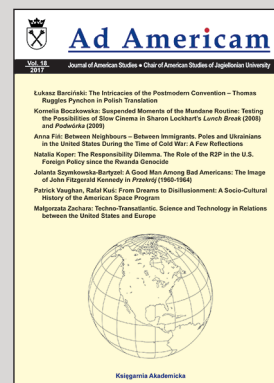 Ad Americam
Vol. 18
2017
Journal of American Studies • Chair of American Studies of Jagiellonian University
Łukasz Barciński: The Intricacies of the Postmodern Convention – Thomas
Ruggles Pynchon in Polish Translation
Kornelia Boczkowska: Suspended Moments of the Mundane Routine: Testing
the Possibilities of Slow Cinema in Sharon Lockhart's Lunch Break (2008)
and Podwórka (2009)
Anna Fiń: Between Neighbours – Between Immigrants. Poles and Ukrainians
in the United States During the Time of Cold War: A Few Reflections
Natalia Koper: The Responsibility Dilemma. The Role of the R2P in the U.S.
Foreign Policy since the Rwanda Genocide
Jolanta Szymkowska-Bartyzel: A Good Man Among Bad Americans: The Image
of John Fitzgerald Kennedy in Przekrój (1960-1964)
Patrick Vaughan, Rafał Kuś: From Dreams to Disillusionment: A Socio-Cultural
History of the American Space Program
Małgorzata Zachara: Techno-Transatlantic. Science and Technology in Relations
between the United States and Europe
Księgarnia Akademicka